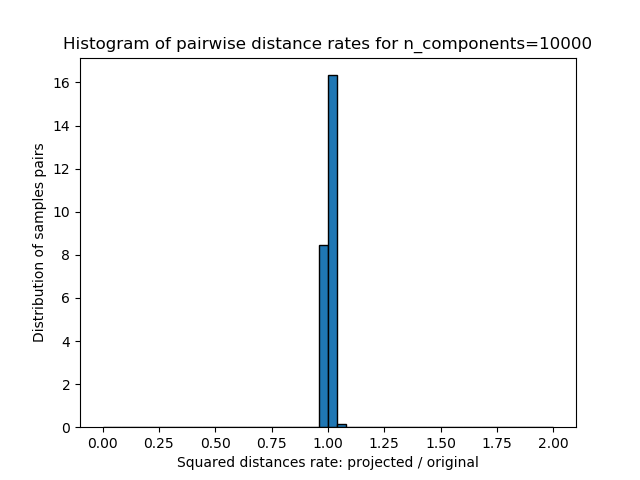 Histogram of pairwise distance rates for n_components=10000
16
14
12
10
8
6
4
2
0
Distribution of samples pairs
0.00 0.25 0.50 0.75 1.00 1.25 1.50 1.75 2.00
Squared distances rate: projected / original